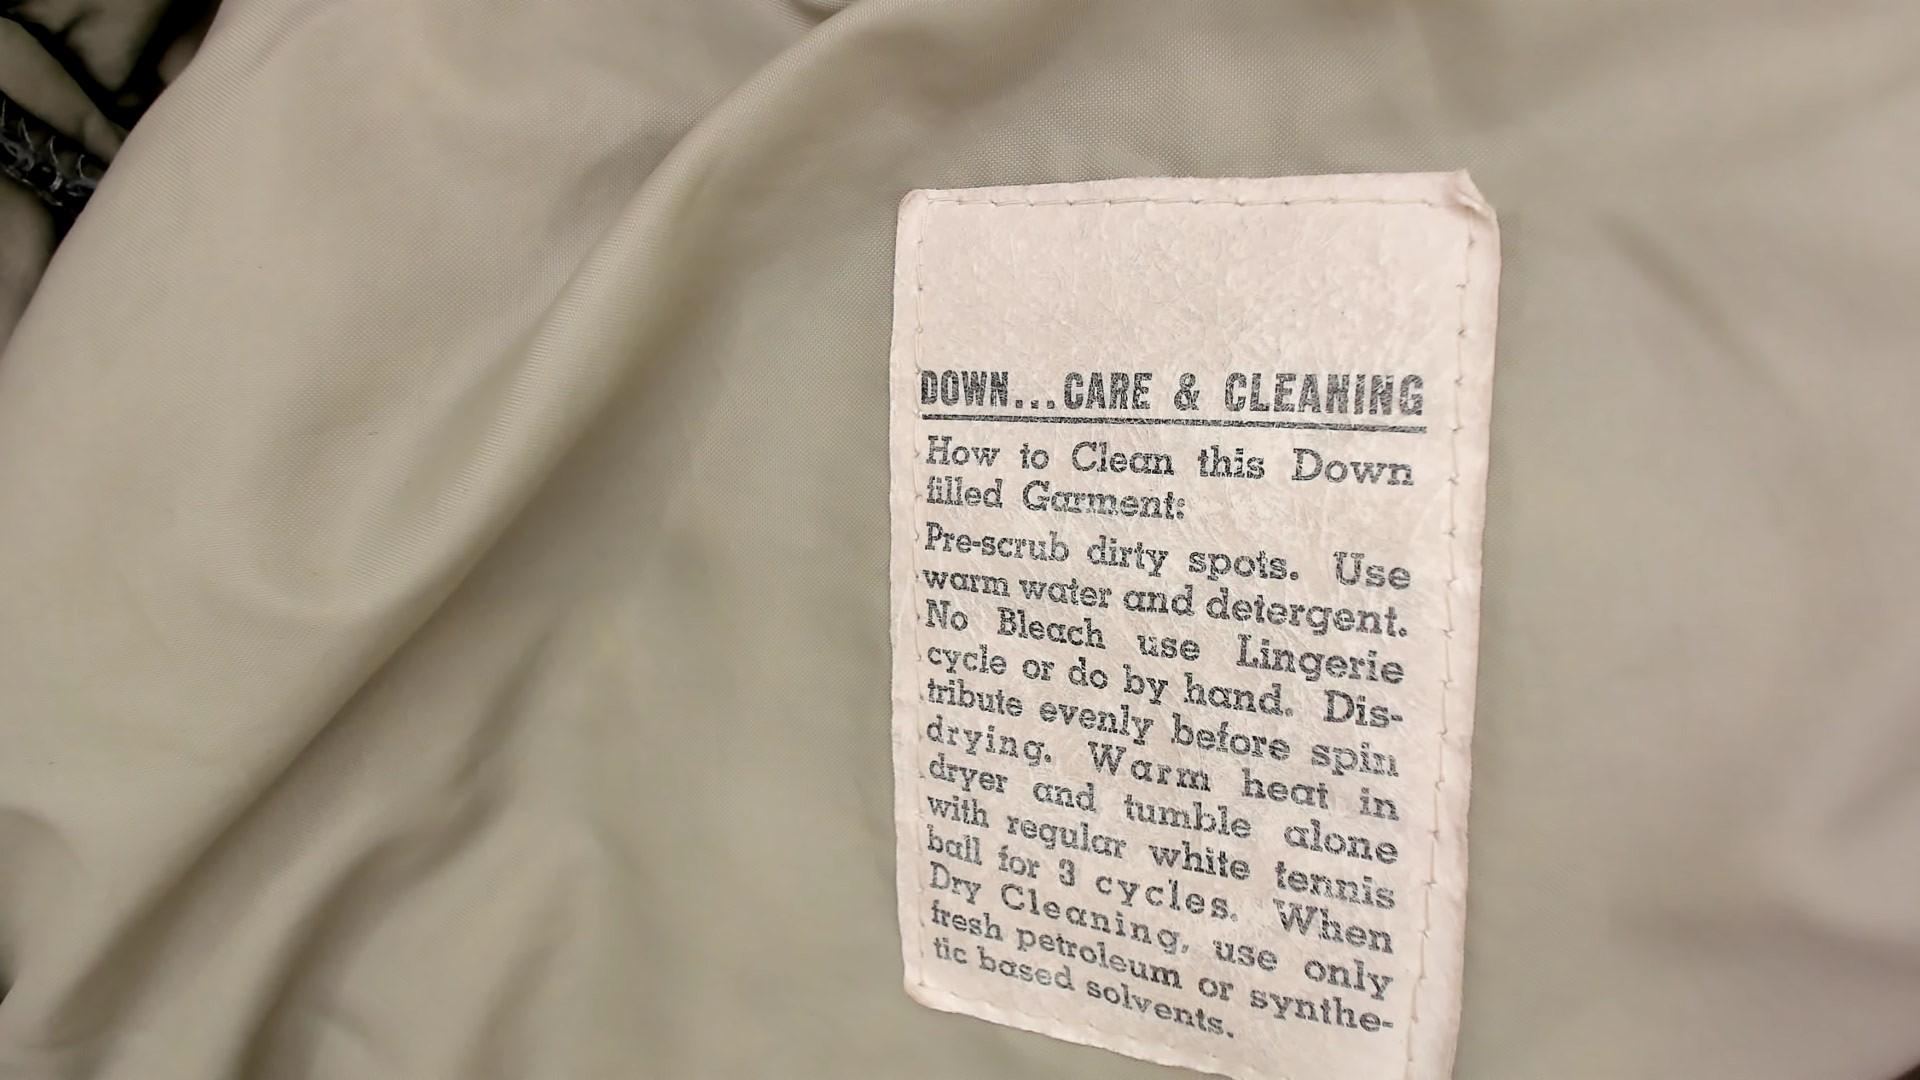 DOWN...CARE & CLEANING
How to Clean this Down
filled Garment:
Pre-scrub dirty spots. Use
warm water and detergent.
No Bleach use Lingerie
cycle or do by hand. Dis-
tribute evenly before spin
drying. Warm heat in
dryer and tumble alone
with regular white tennis
ball for 3 cycles. When
Dry Cleaning, use only
fresh petroleum or synthe-
tic based solvents.